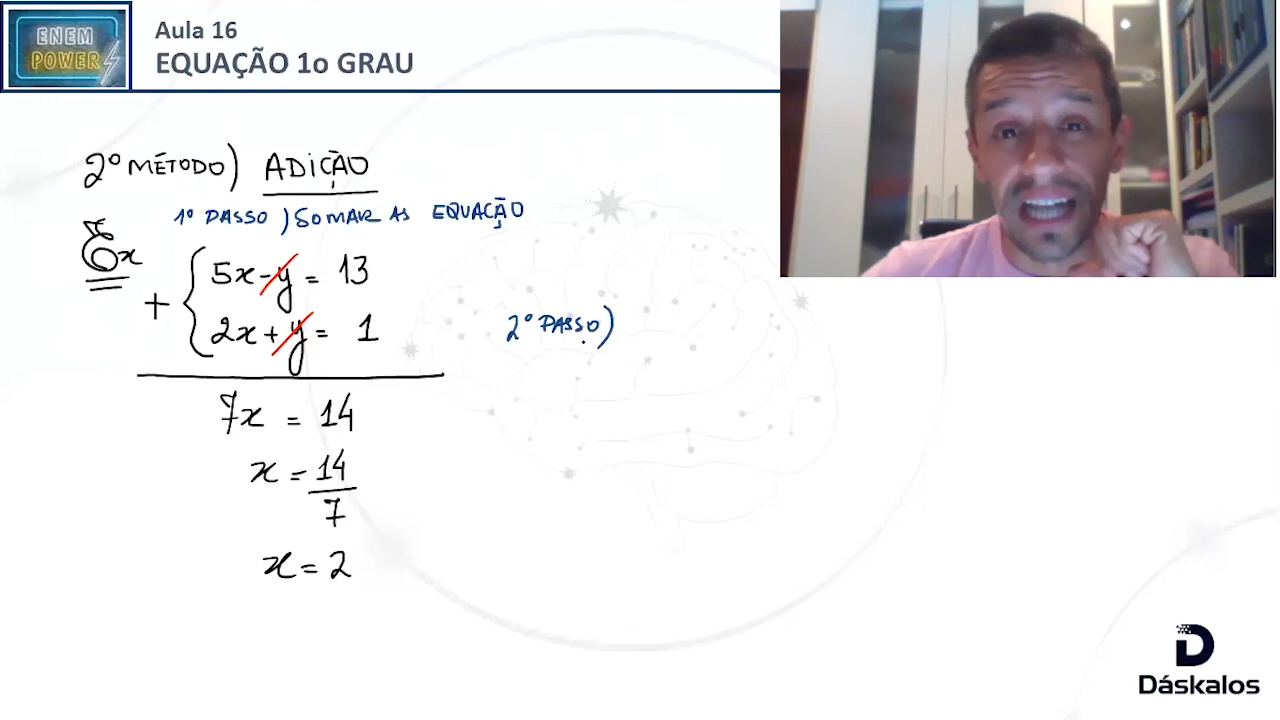 ENEM
POWER
Aula 16
EQUAÇÃO 1o GRAU
2º MÉTODO) ADIÇÃO
1º PASSO) SOMAR AS EQUAÇÃO
Ex
+ { 5x-y = 13
2x+y = 1
2º PASSO)
7x = 14
x = 14
7
x = 2
D
Dáskalos